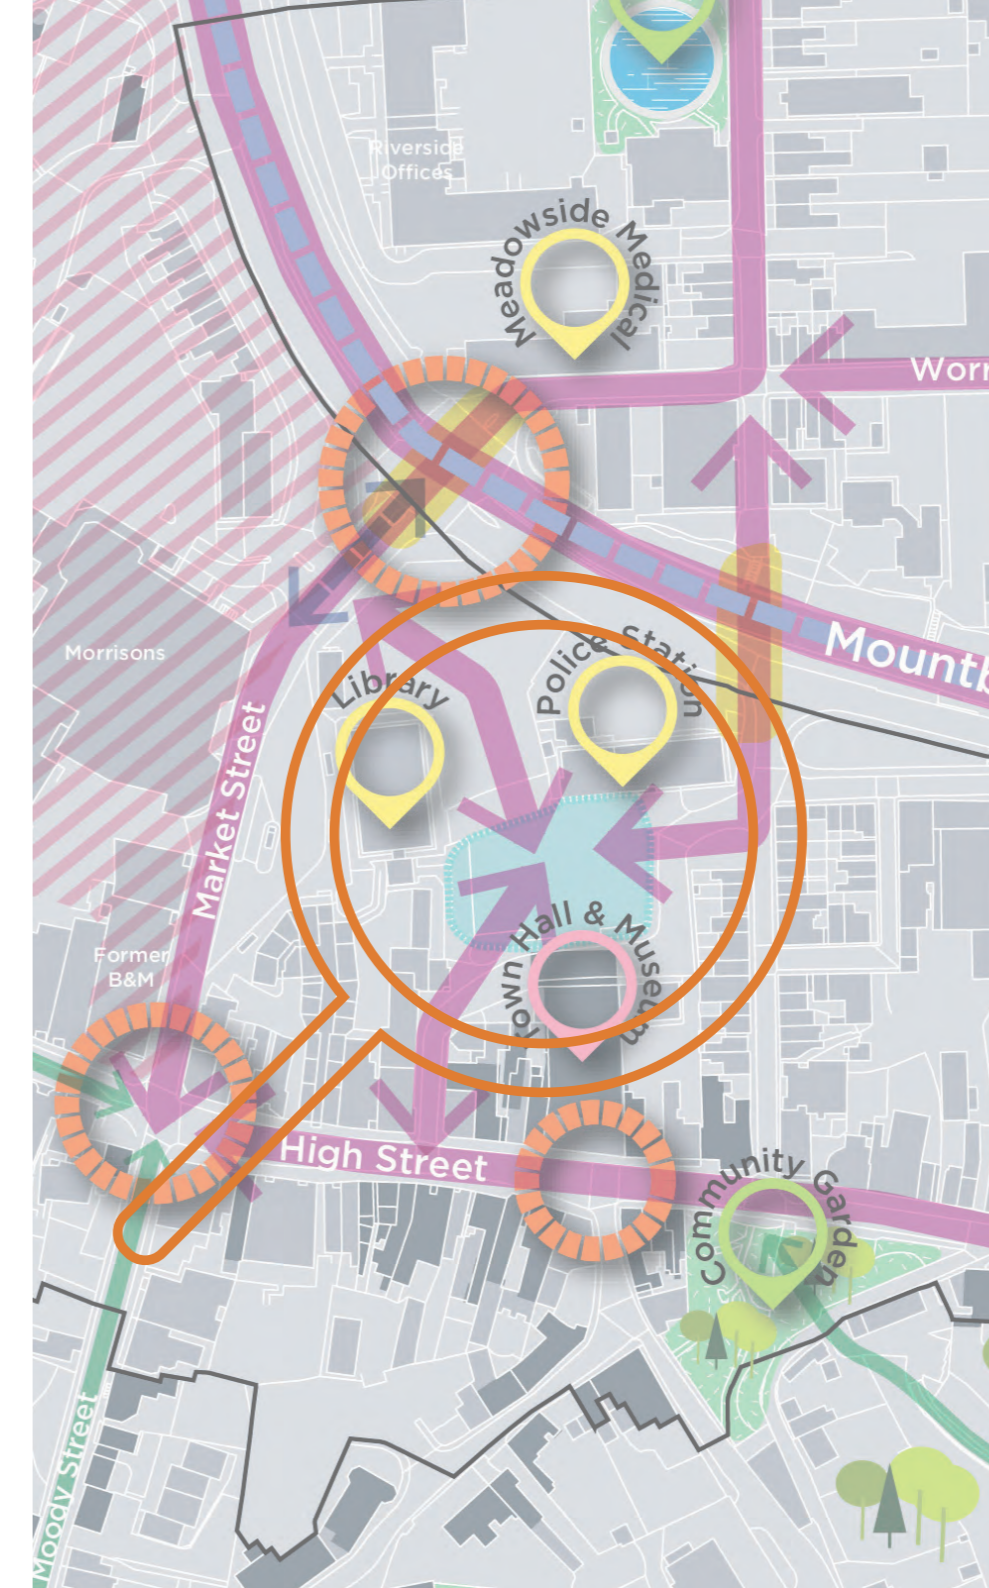 Riverside
Offices
Meadowside Medical
Worr
Mountb
Police Station
Library
Morrisons
Market Street
Town Hall & Museum
Former
B&M
High Street
Community Garden
Moody Street